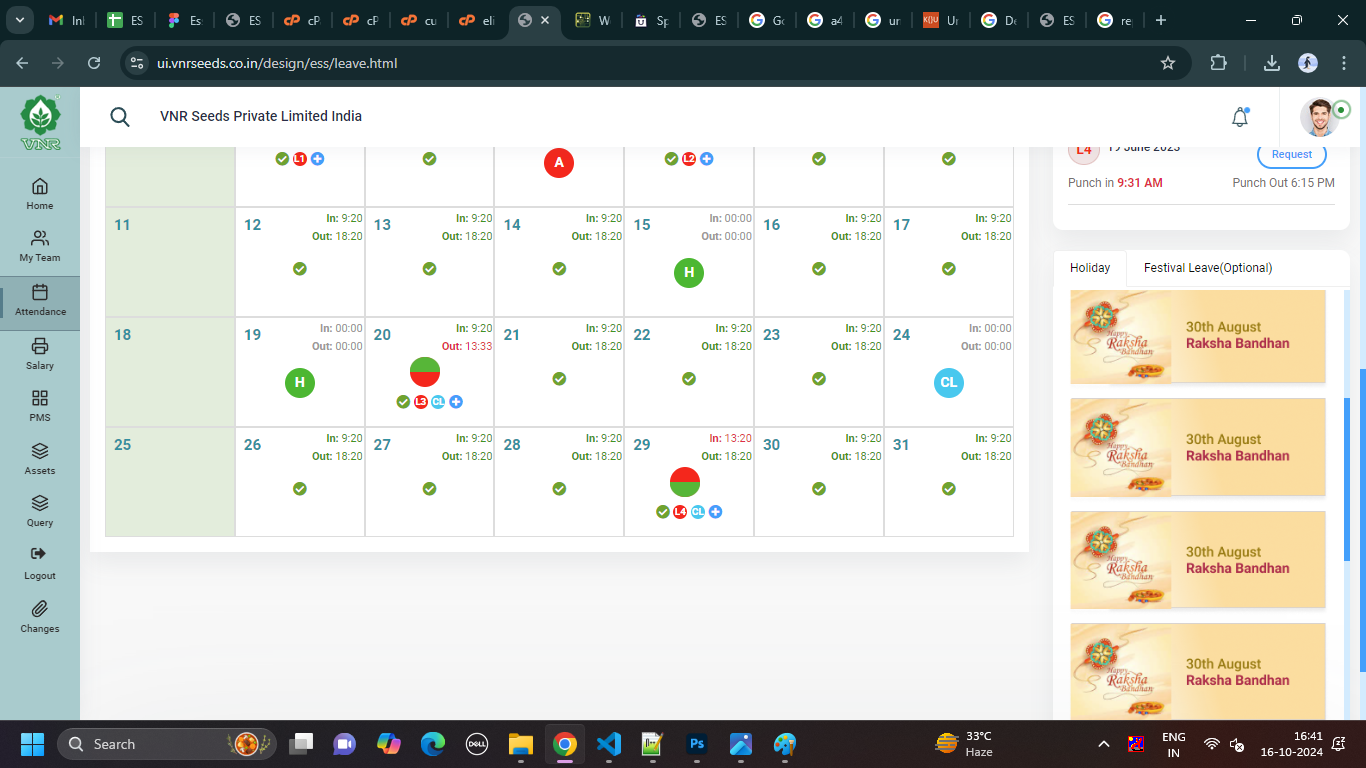 Inl
ES
Es
ES
cP
cP
cu
eli
W
Sp
ES
Go
a4
un
Un
De
ES
re
ui.vnrseeds.co.in/design/ess/leave.html
VNR
VNR Seeds Private Limited India
Home
My Team
Attendance
Salary
PMS
Assets
Query
Logout
Changes
L1
A
L2
11
12 In: 9:20
Out: 18:20
13 In: 9:20
Out: 18:20
14 In: 9:20
Out: 18:20
15 In: 00:00
Out: 00:00
H
16 In: 9:20
Out: 18:20
17 In: 9:20
Out: 18:20
18
19 In: 00:00
Out: 00:00
H
20 In: 9:20
Out: 13:33
L3 CL
21 In: 9:20
Out: 18:20
22 In: 9:20
Out: 18:20
23 In: 9:20
Out: 18:20
24 In: 00:00
Out: 00:00
CL
25
26 In: 9:20
Out: 18:20
27 In: 9:20
Out: 18:20
28 In: 9:20
Out: 18:20
29 In: 13:20
Out: 18:20
L4 CL
30 In: 9:20
Out: 18:20
31 In: 9:20
Out: 18:20
L4 19 June 2023
Request
Punch in 9:31 AM Punch Out 6:15 PM
Holiday Festival Leave(Optional)
Happy
Raksha
Bandhan
30th August
Raksha Bandhan
Happy
Raksha
Bandhan
30th August
Raksha Bandhan
Happy
Raksha
Bandhan
30th August
Raksha Bandhan
Happy
Raksha
Bandhan
30th August
Raksha Bandhan
Search
DELL
Ps
33°C
Haze
ENG
IN
16:41
16-10-2024